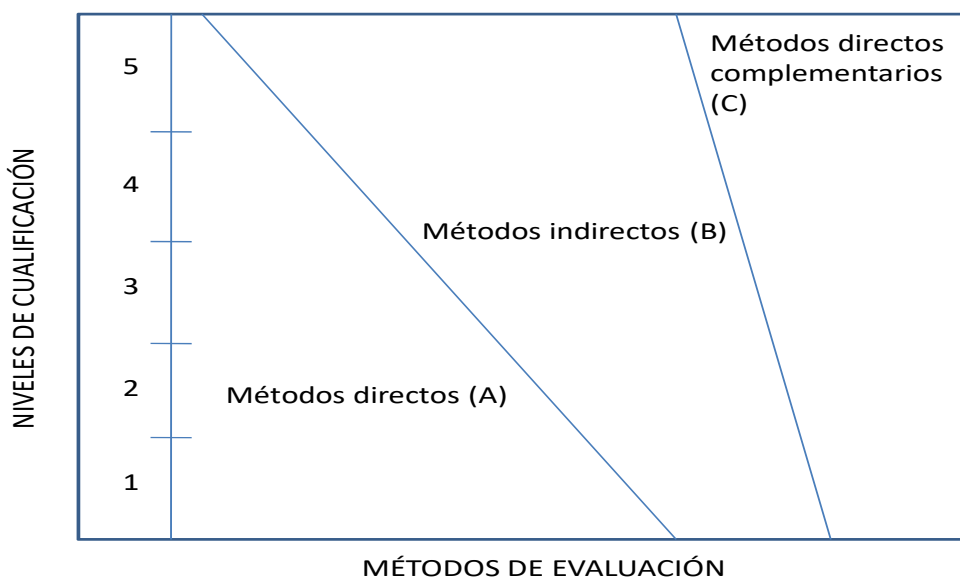 NIVELES DE CUALIFICACIÓN
5
4
3
2
1
Métodos directos
complementarios
(C)
Métodos indirectos (B)
Métodos directos (A)
MÉTODOS DE EVALUACIÓN